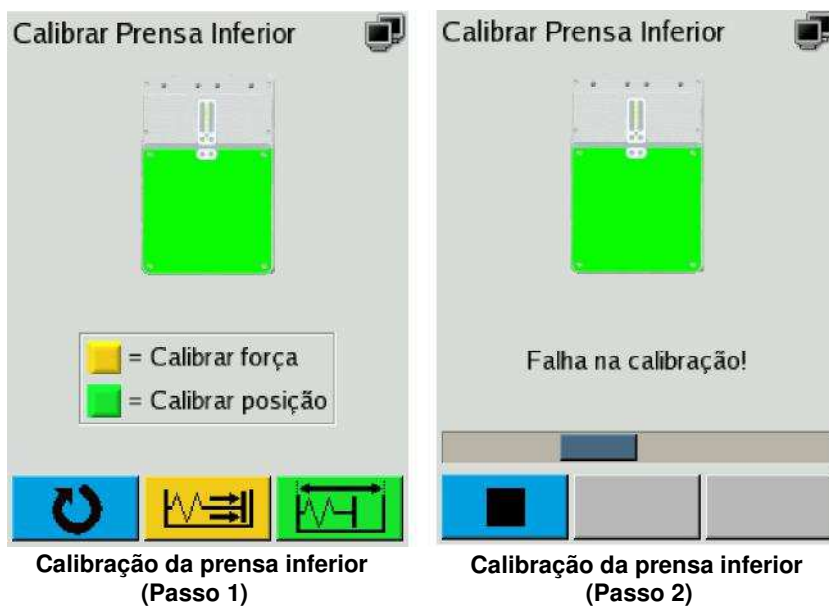 Calibrar Prensa Inferior
= Calibrar força
= Calibrar posição
Calibração da prensa inferior
(Passo 1)
Calibrar Prensa Inferior
Falha na calibração!
Calibração da prensa inferior
(Passo 2)